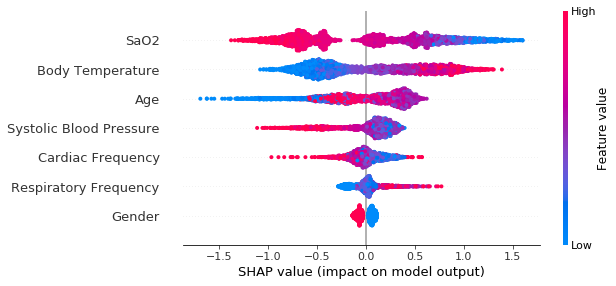 High
SaO2
Body Temperature
Age
Systolic Blood Pressure
Cardiac Frequency
Respiratory Frequency
Gender
Feature value
Low
−1.5 −1.0 −0.5 0.0 0.5 1.0 1.5
SHAP value (impact on model output)